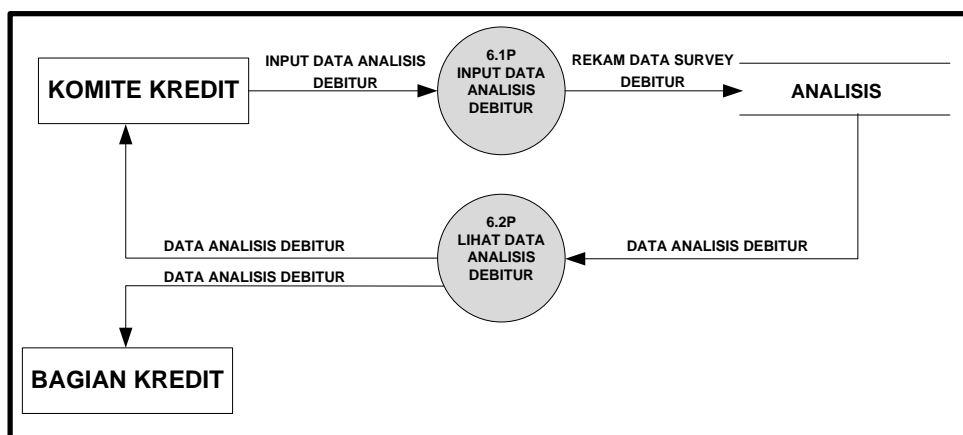 KOMITE KREDIT
INPUT DATA ANALISIS
DEBITUR
6.1P
INPUT DATA
ANALISIS
DEBITUR
REKAM DATA SURVEY
DEBITUR
ANALISIS
DATA ANALISIS DEBITUR
DATA ANALISIS DEBITUR
6.2P
LIHAT DATA
ANALISIS
DEBITUR
DATA ANALISIS DEBITUR
BAGIAN KREDIT